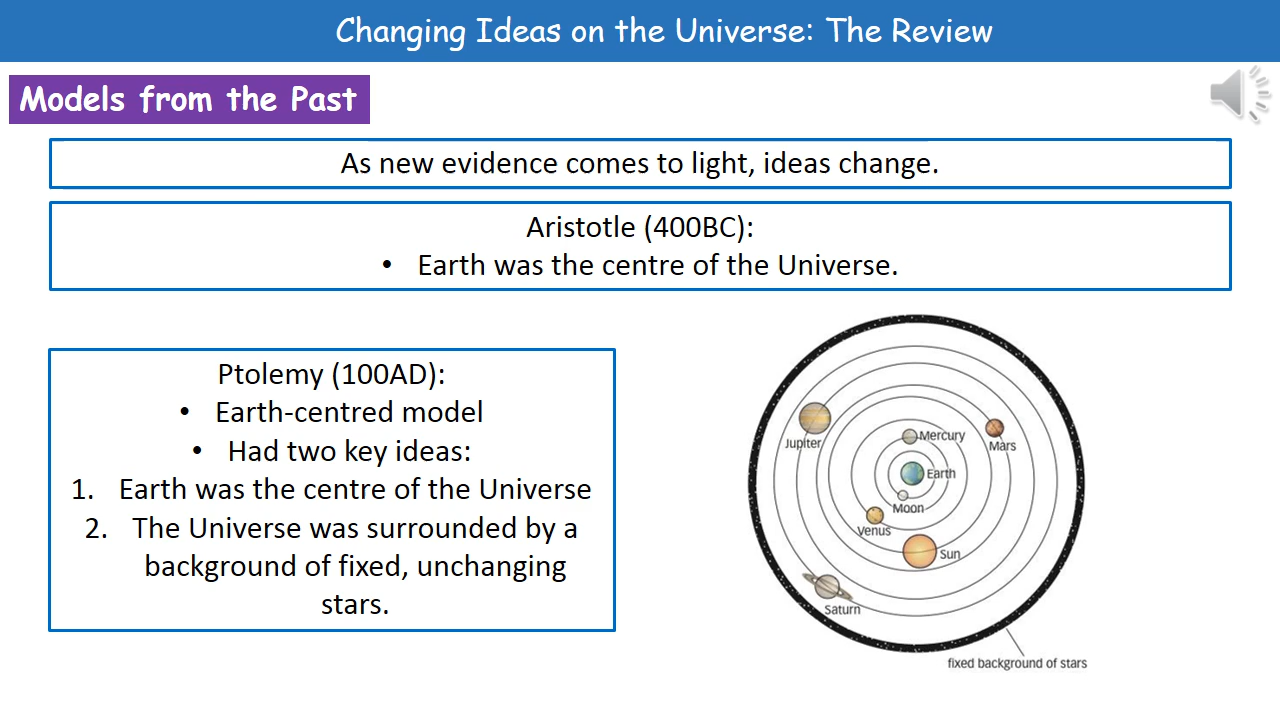 Changing Ideas on the Universe: The Review
Models from the Past
As new evidence comes to light, ideas change.
Aristotle (400BC):
• Earth was the centre of the Universe.
Ptolemy (100AD):
• Earth-centred model
• Had two key ideas:
1. Earth was the centre of the Universe
2. The Universe was surrounded by a
background of fixed, unchanging
stars.
Jupiter
Mercury
Mars
Earth
Moon
Venus
Sun
Saturn
fixed background of stars